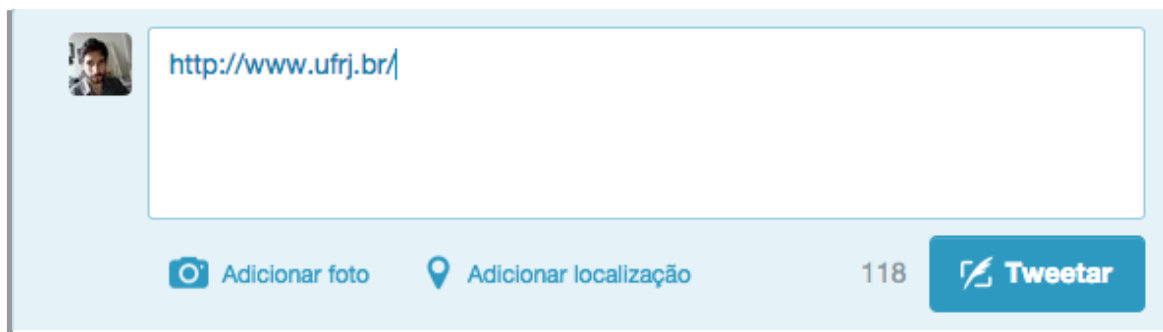 http://www.ufrj.br/
Adicionar foto Adicionar localização 118 Tweetar